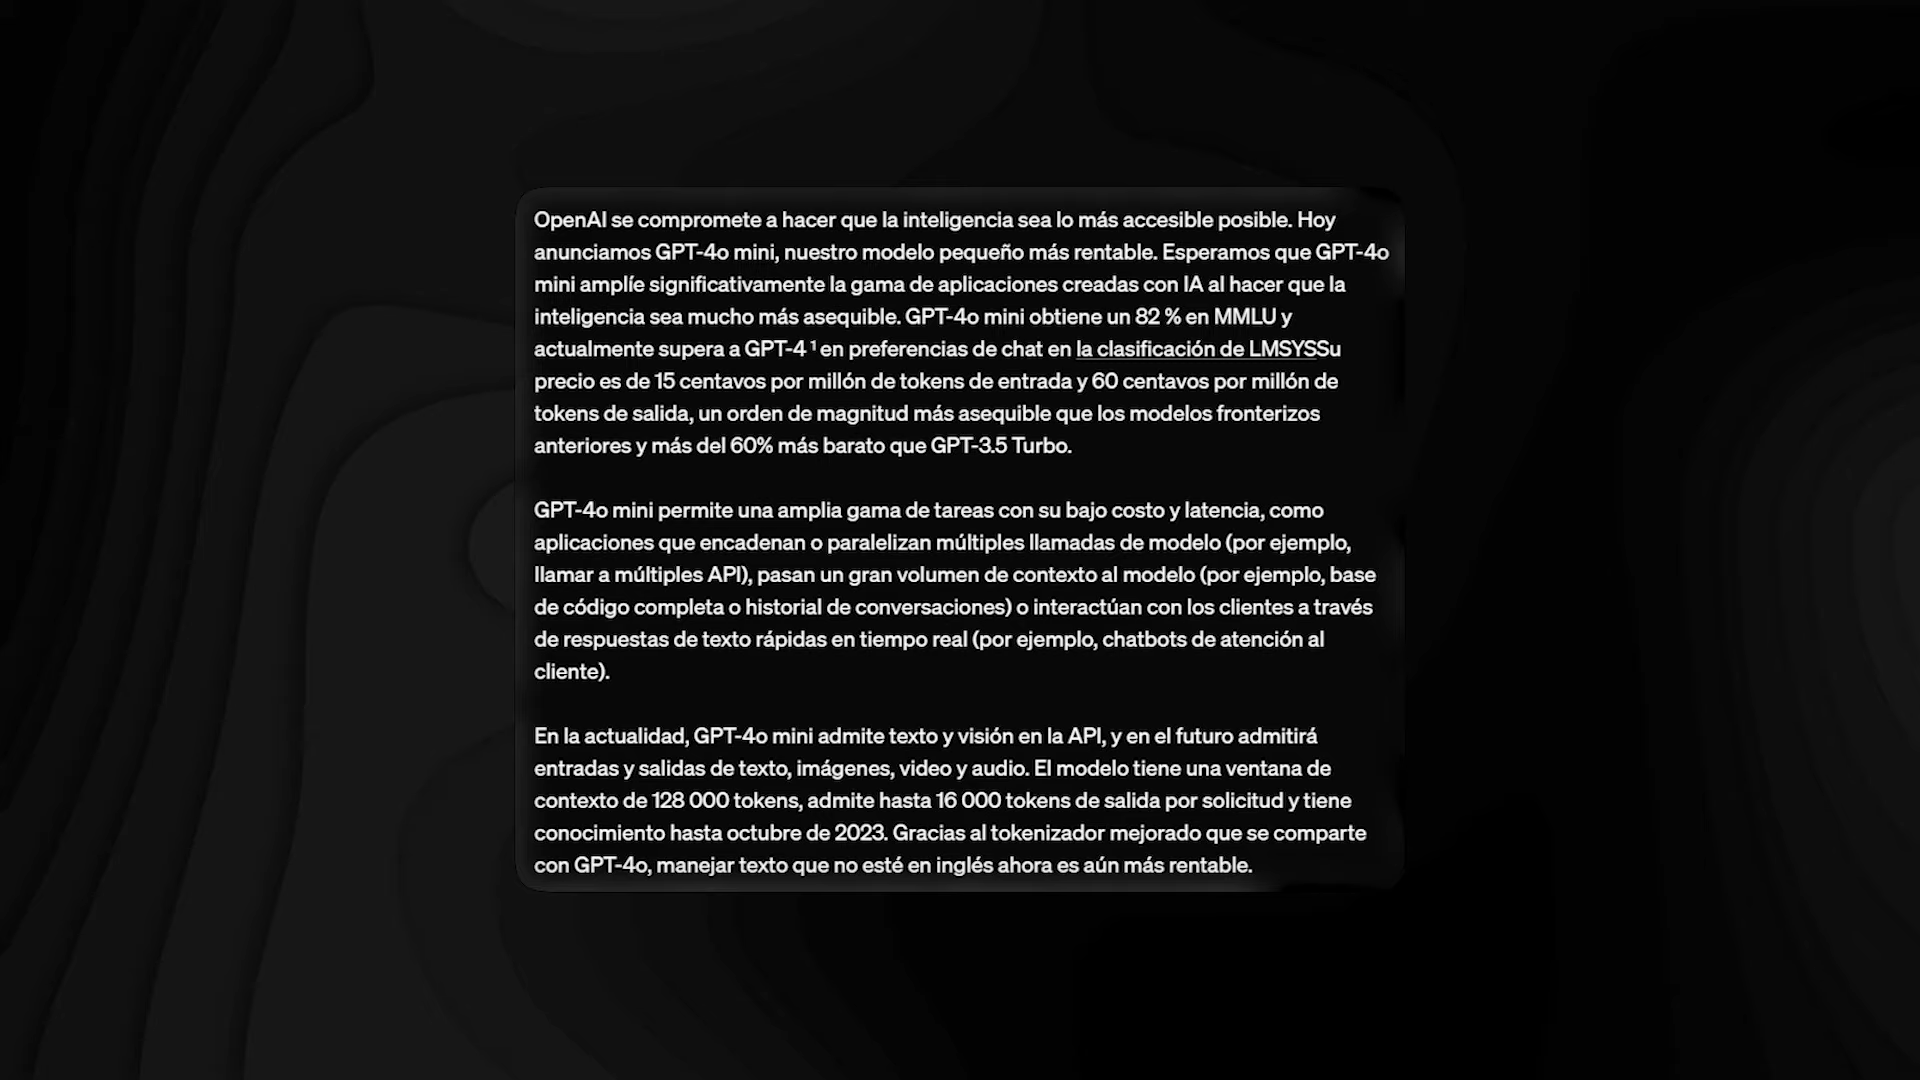 OpenAI se compromete a hacer que la inteligencia sea lo más accesible posible. Hoy
anunciamos GPT-4o mini, nuestro modelo pequeño más rentable. Esperamos que GPT-4o
mini amplíe significativamente la gama de aplicaciones creadas con IA al hacer que la
inteligencia sea mucho más asequible. GPT-4o mini obtiene un 82 % en MMLU y
actualmente supera a GPT-4 ¹ en preferencias de chat en la clasificación de LMSYSSu
precio es de 15 centavos por millón de tokens de entrada y 60 centavos por millón de
tokens de salida, un orden de magnitud más asequible que los modelos fronterizos
anteriores y más del 60% más barato que GPT-3.5 Turbo.
GPT-4o mini permite una amplia gama de tareas con su bajo costo y latencia, como
aplicaciones que encadenan o paralelizan múltiples llamadas de modelo (por ejemplo,
llamar a múltiples API), pasan un gran volumen de contexto al modelo (por ejemplo, base
de código completa o historial de conversaciones) o interactúan con los clientes a través
de respuestas de texto rápidas en tiempo real (por ejemplo, chatbots de atención al
cliente).
En la actualidad, GPT-4o mini admite texto y visión en la API, y en el futuro admitirá
entradas y salidas de texto, imágenes, video y audio. El modelo tiene una ventana de
contexto de 128 000 tokens, admite hasta 16 000 tokens de salida por solicitud y tiene
conocimiento hasta octubre de 2023. Gracias al tokenizador mejorado que se comparte
con GPT-4o, manejar texto que no esté en inglés ahora es aún más rentable.